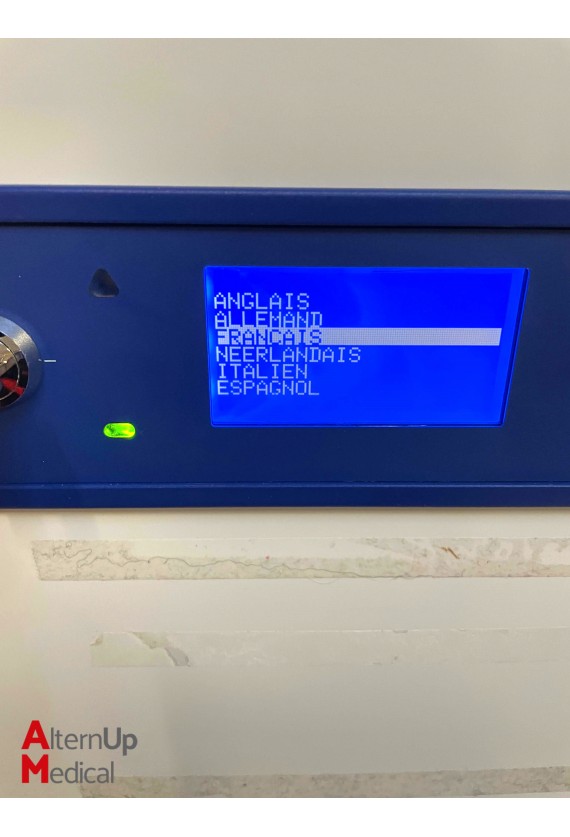 ANGLAIS
ALLEMAND
FRANCAIS
NEERLANDAIS
ITALIEN
ESPAGNOL
AlternUp
Medical